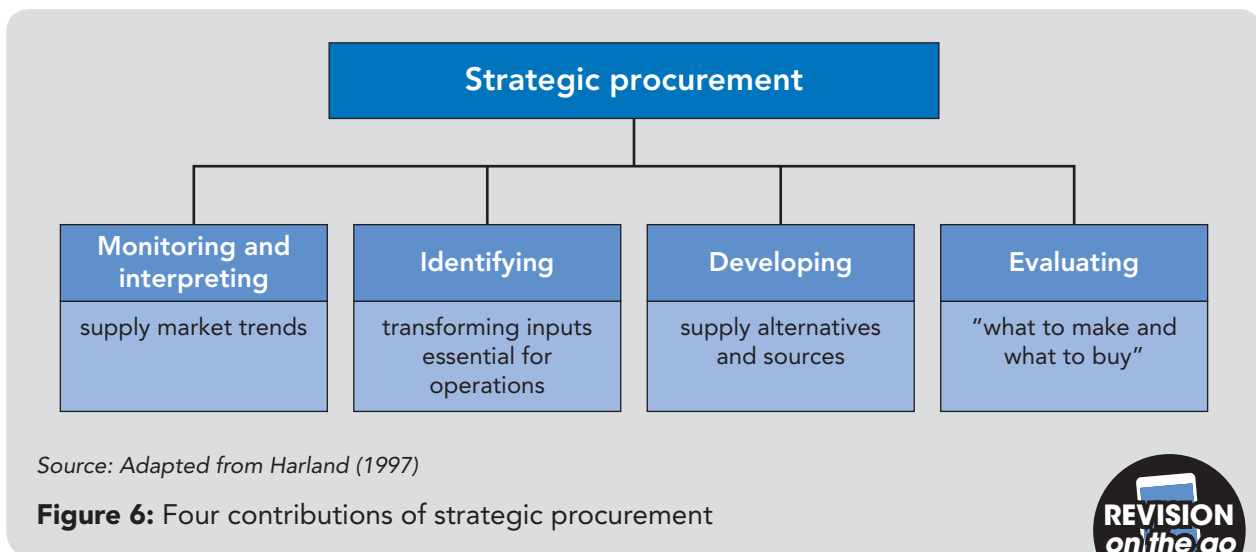 Strategic procurement
Monitoring and
interpreting
supply market trends
Identifying
transforming inputs
essential for
operations
Developing
supply alternatives
and sources
Evaluating
“what to make and
what to buy”
Source: Adapted from Harland (1997)
Figure 6: Four contributions of strategic procurement
REVISION
on the go